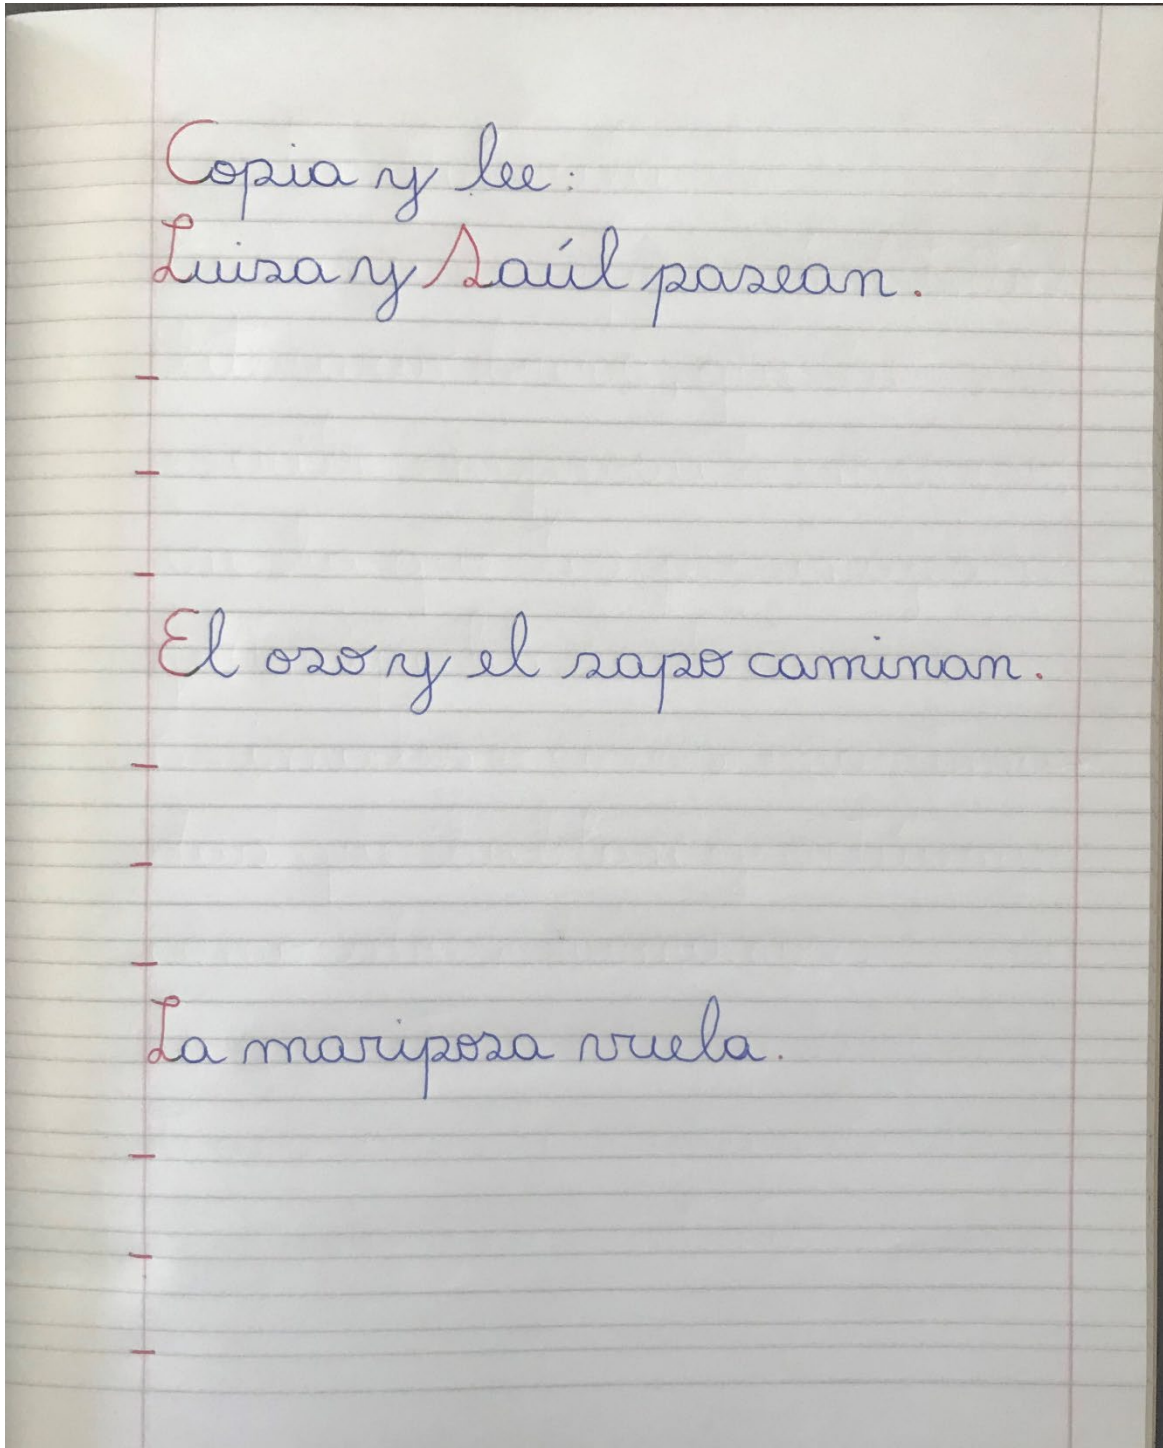 Copia y lee:
Luisa y Saúl pasean.
El oso y el sapo caminan.
La mariposa vuela.